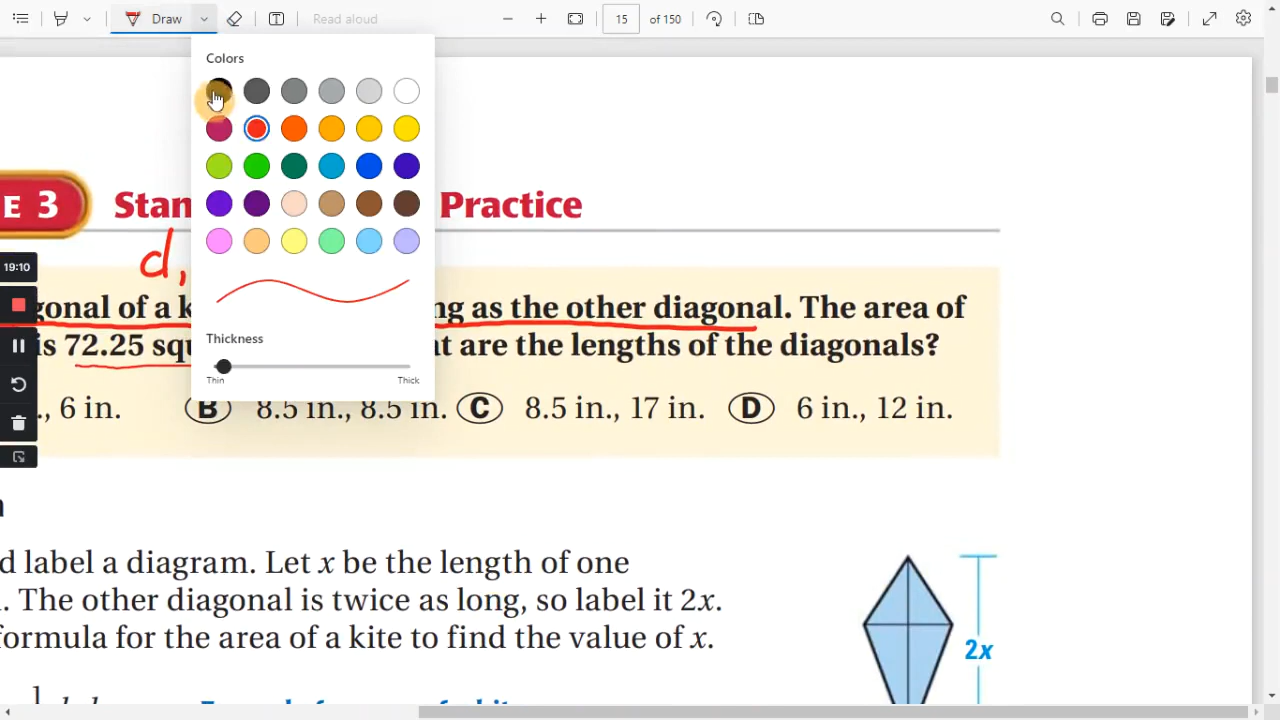 Draw Read aloud 15 of 150
Colors
E 3 Stan Practice
d,
19:10
gonal of a k ng as the other diagonal. The area of
is 72.25 squ at are the lengths of the diagonals?
Thickness
Thin Thick
., 6 in. B 8.5 in., 8.5 in. C 8.5 in., 17 in. D 6 in., 12 in.
d label a diagram. Let x be the length of one
. The other diagonal is twice as long, so label it 2x.
formula for the area of a kite to find the value of x.
2x